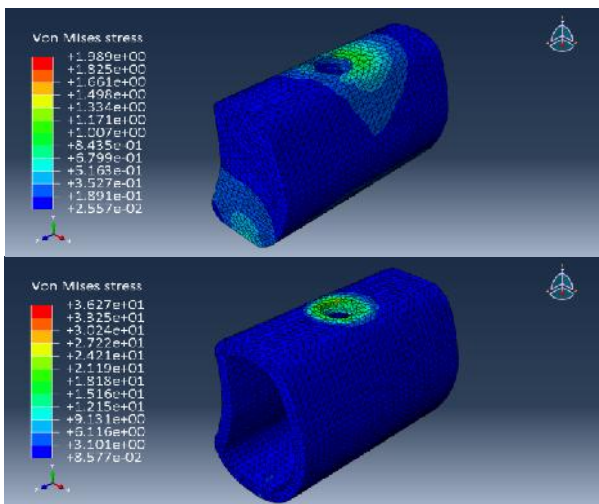 Von Mises stress
+1.989e+00
+1.825e+00
+1.661e+00
+1.498e+00
+1.334e+00
+1.171e+00
+1.007e+00
+8.435e-01
+6.799e-01
+5.163e-01
+3.527e-01
+1.891e-01
+2.557e-02
Von Mises stress
+3.627e+01
+3.325e+01
+3.024e+01
+2.722e+01
+2.421e+01
+2.119e+01
+1.818e+01
+1.516e+01
+1.215e+01
+9.131e+00
+6.116e+00
+3.101e+00
+8.577e-02